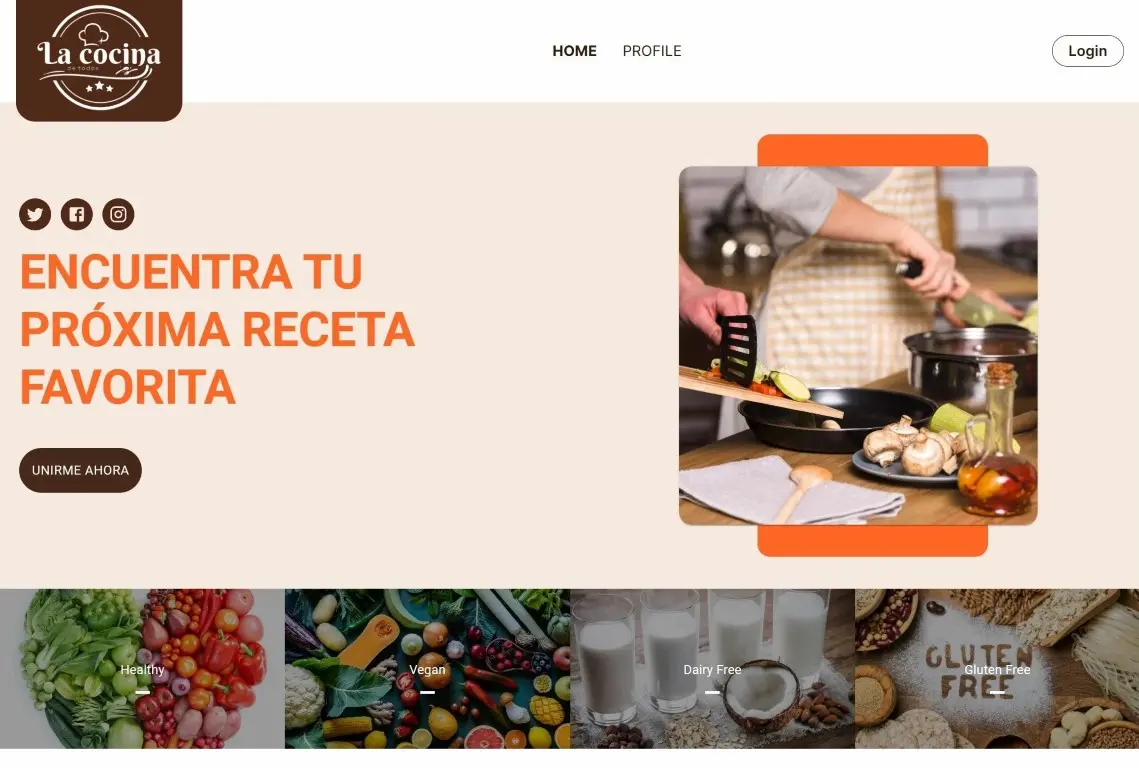 La cocina
de todos
HOME
PROFILE
Login
ENCUENTRA TU
PRÓXIMA RECETA
FAVORITA
UNIRME AHORA
Healthy
Vegan
Dairy Free
GLUTEN
Gluten Free
FREE